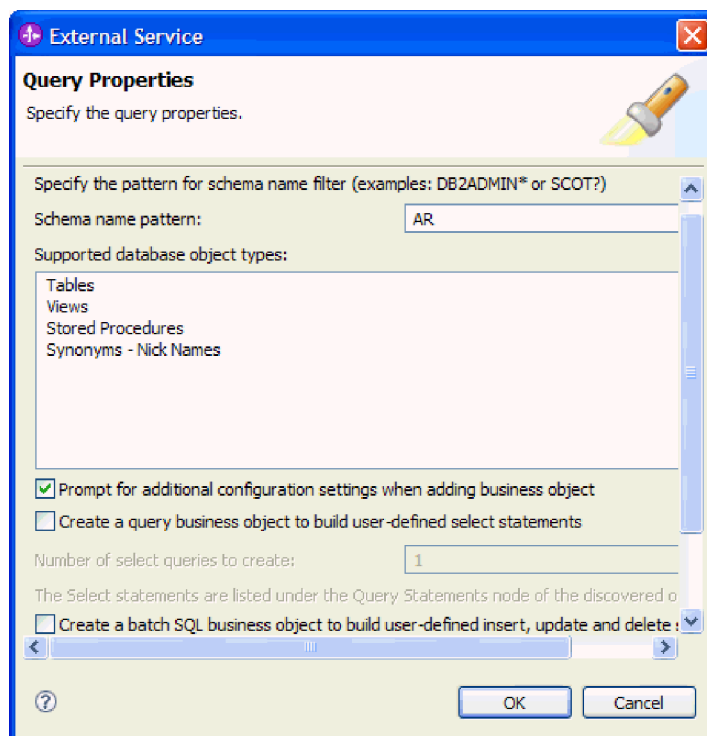 External Service
Query Properties
Specify the query properties.
Specify the pattern for schema name filter (examples: DB2ADMIN* or SCOT?)
Schema name pattern:
AR
Supported database object types:
Tables
Views
Stored Procedures
Synonyms - Nick Names
Prompt for additional configuration settings when adding business object
Create a query business object to build user-defined select statements
Number of select queries to create:
1
The Select statements are listed under the Query Statements node of the discovered o
Create a batch SQL business object to build user-defined insert, update and delete
OK
Cancel